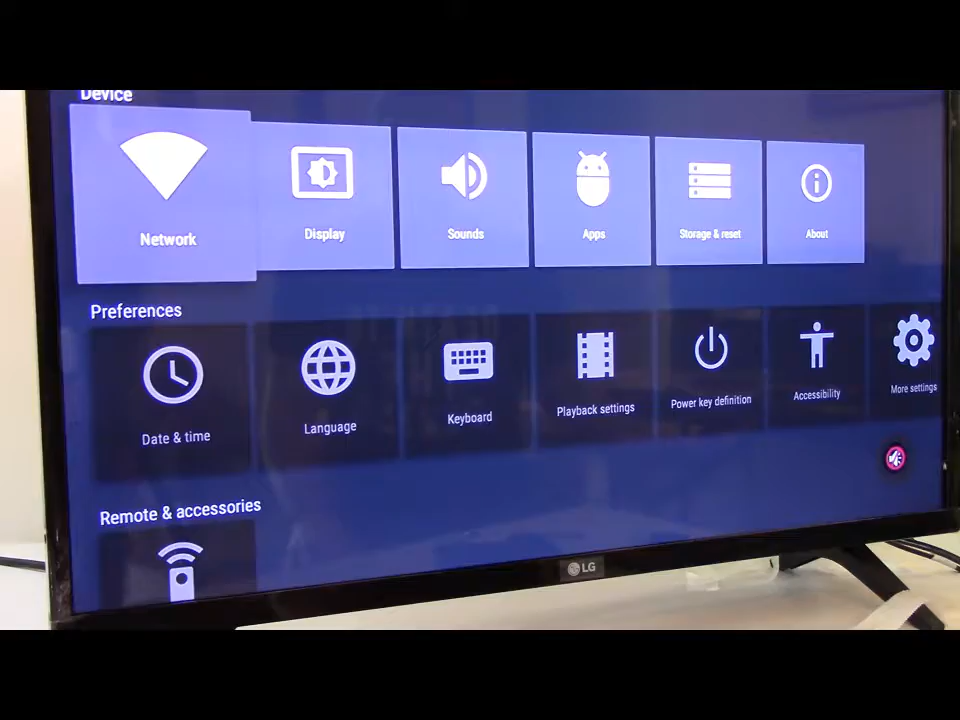 Device
Network
Display
Sounds
Apps
Storage & reset
About
Preferences
Date & time
Language
Keyboard
Playback settings
Power key definition
Accessibility
More settings
Remote & accessories
LG